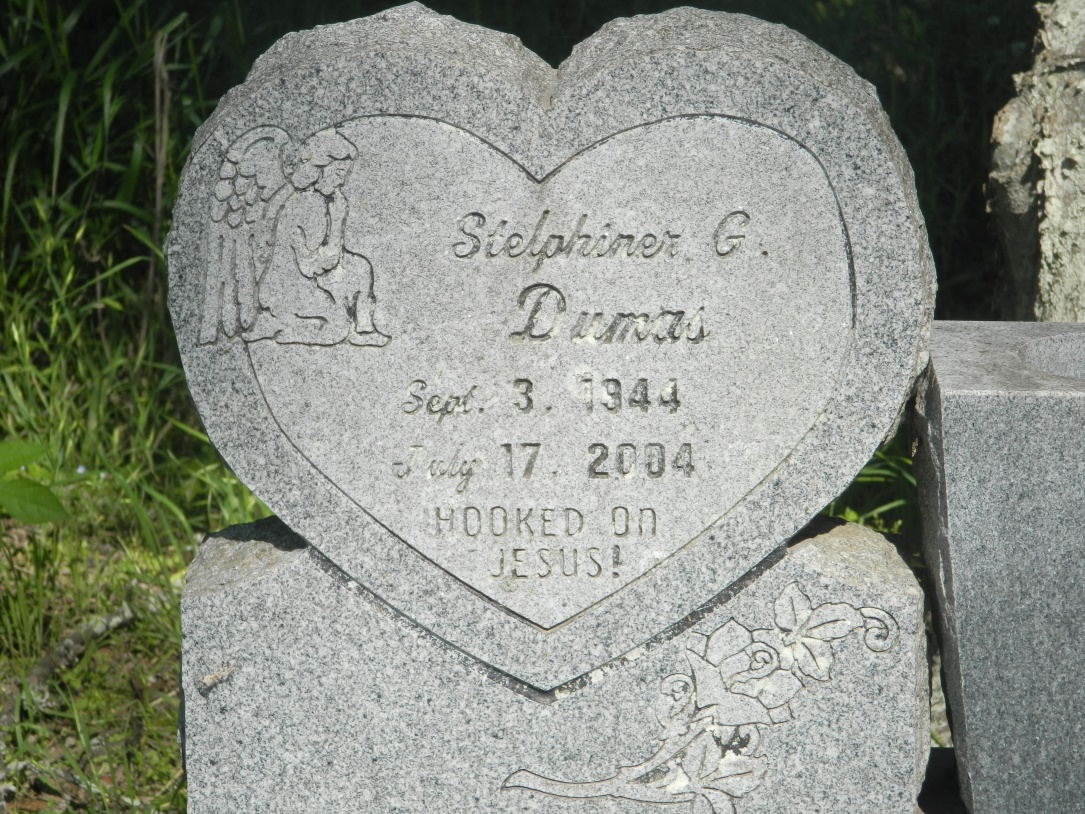 Stelphiner G.
Dumas
Sept. 3. 1944
July 17. 2004
HOOKED ON
JESUS!